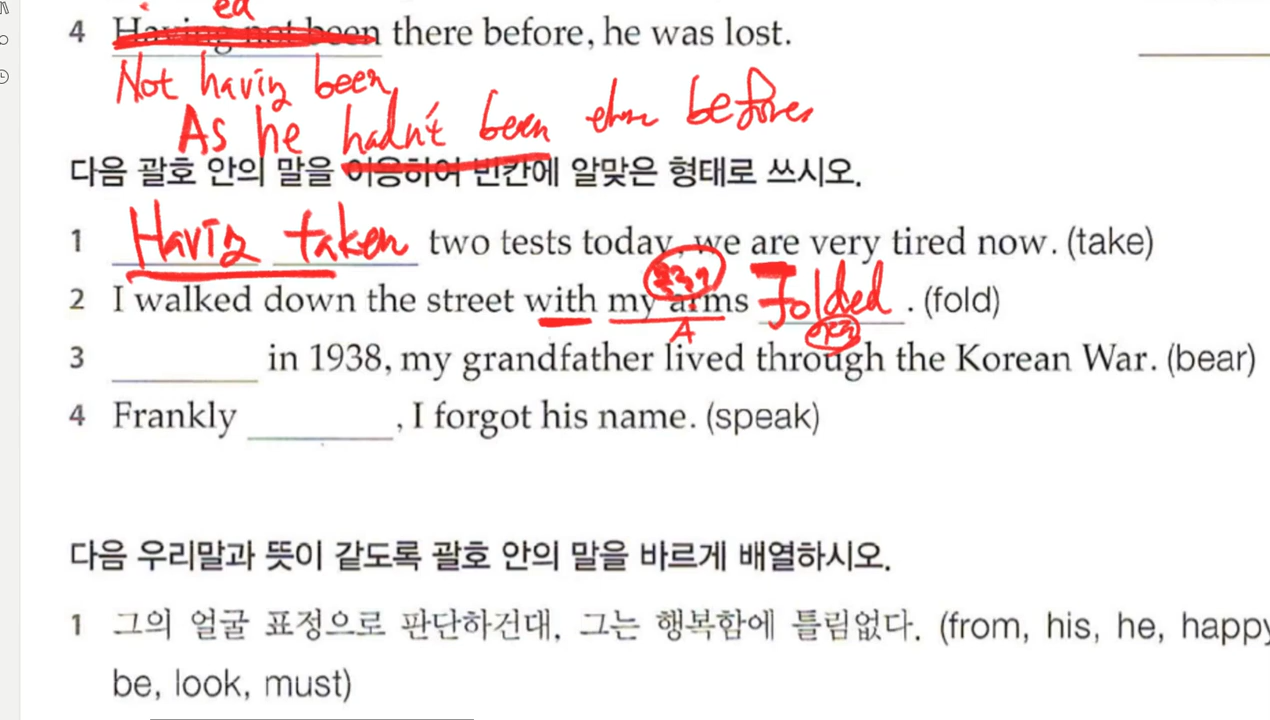 ed
4 Having not been there before, he was lost.
Not having been
As he hadn't been before
다음 괄호 안의 말을 이용하여 빈칸에 알맞은 형태로 쓰시오.
1 Having taken two tests today, we are very tired now. (take)
2 I walked down the street with my arms Folded. (fold)
A
3 in 1938, my grandfather lived through the Korean War. (bear)
4 Frankly , I forgot his name. (speak)
다음 우리말과 뜻이 같도록 괄호 안의 말을 바르게 배열하시오.
1 그의 얼굴 표정으로 판단하건대, 그는 행복함에 틀림없다. (from, his, he, happy
be, look, must)